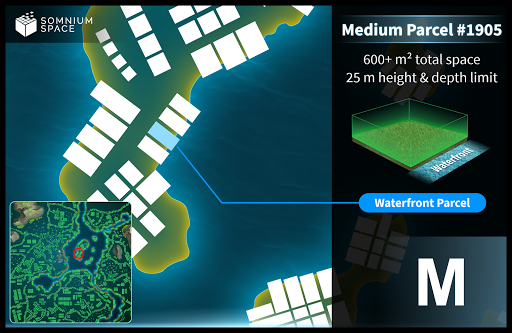 SOMNIUM
SPACE
Medium Parcel #1905
600+ m² total space
25 m height & depth limit
Waterfront
Waterfront Parcel
M